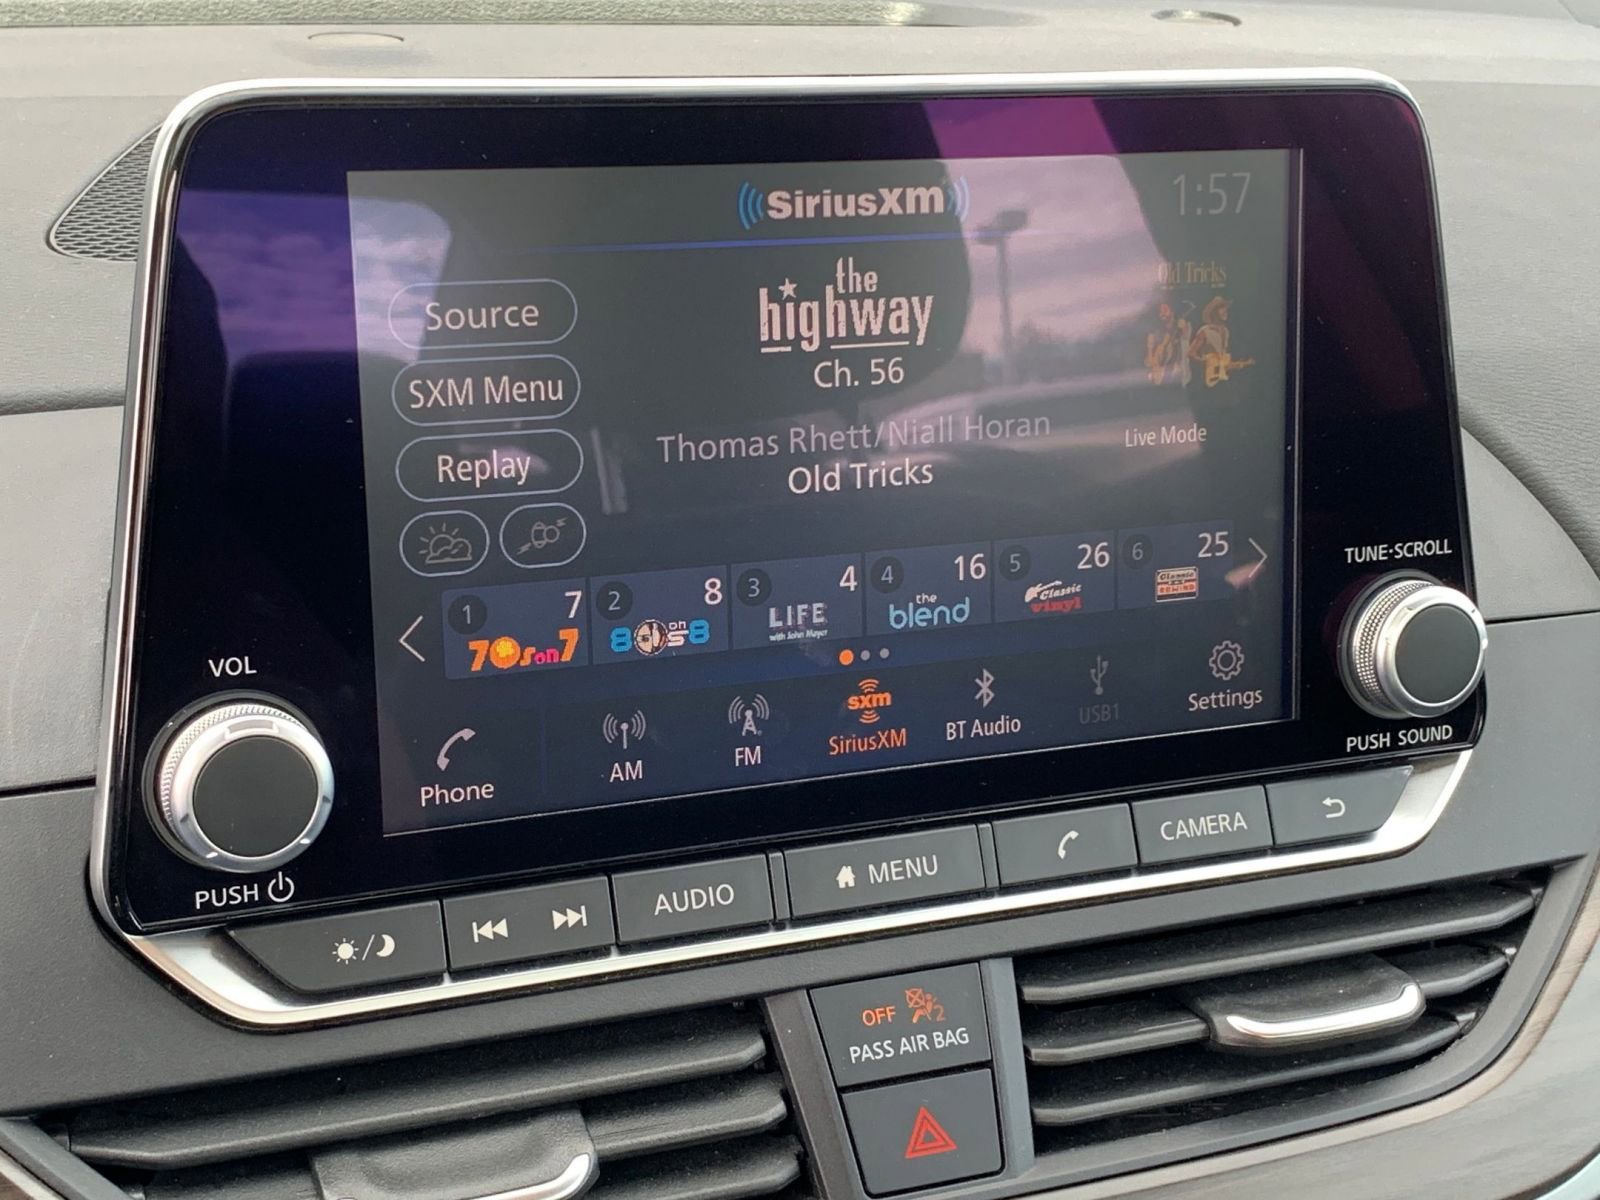 SiriusXm
1:57
the
highway
Ch. 56
Old Tricks
Source
SXM Menu
Replay
Thomas Rhett/Niall Horan
Old Tricks
Live Mode
1 7
70son7
2 8
80s on 8
3 4
LIFE
with John Mayer
4 16
the
blend
5 26
Classic
vinyl
6 25
Classic
REWIND
Phone
AM
FM
sxm
SiriusXM
BT Audio
USB1
Settings
VOL
PUSH
TUNE·SCROLL
PUSH SOUND
AUDIO
MENU
CAMERA
OFF 2
PASS AIR BAG